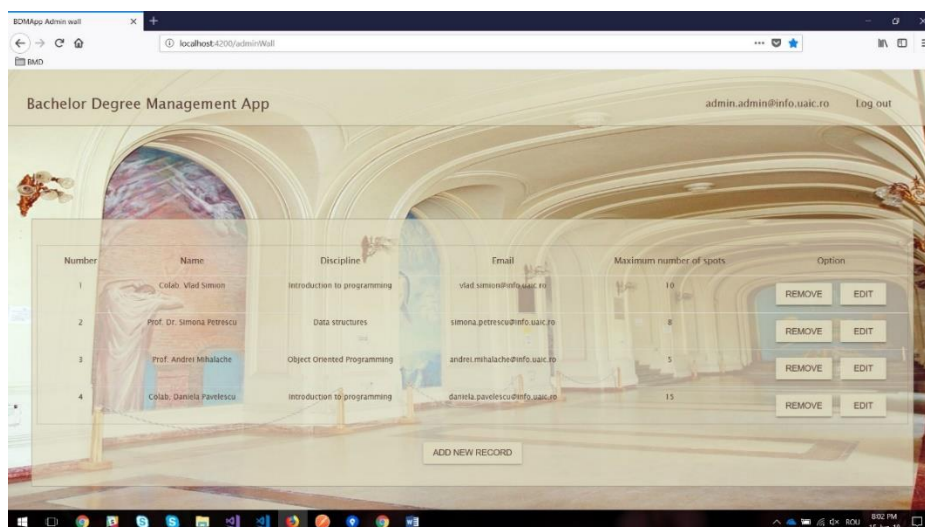 BDMApp Admin wall
localhost:4200/adminWall
BMD
Bachelor Degree Management App admin.admin@info.uaic.ro Log out
Number Name Discipline Email Maximum number of spots Option
1 Colab. Vlad Simion Introduction to programming vlad.simion@info.uaic.ro 10 REMOVE EDIT
2 Prof. Dr. Simona Petrescu Data structures simona.petrescu@info.uaic.ro 8 REMOVE EDIT
3 Prof. Andrei Mihalache Object Oriented Programming andrei.mihalache@info.uaic.ro 5 REMOVE EDIT
4 Colab. Daniela Pavelescu Introduction to programming daniela.pavelescu@info.uaic.ro 15 REMOVE EDIT
ADD NEW RECORD
ROU 8:02 PM